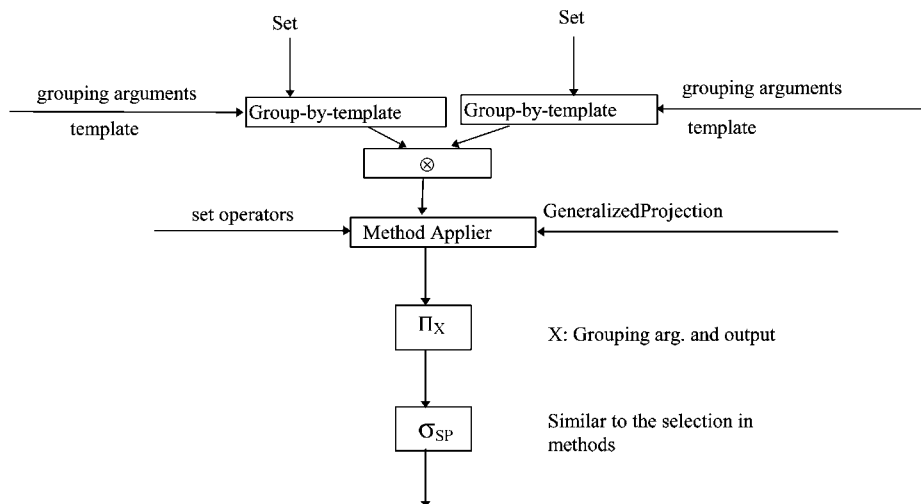 Set
Set
grouping arguments
template
Group-by-template
Group-by-template
grouping arguments
template
⊗
set operators
Method Applier
GeneralizedProjection
Π_X
X: Grouping arg. and output
σ_SP
Similar to the selection in
methods